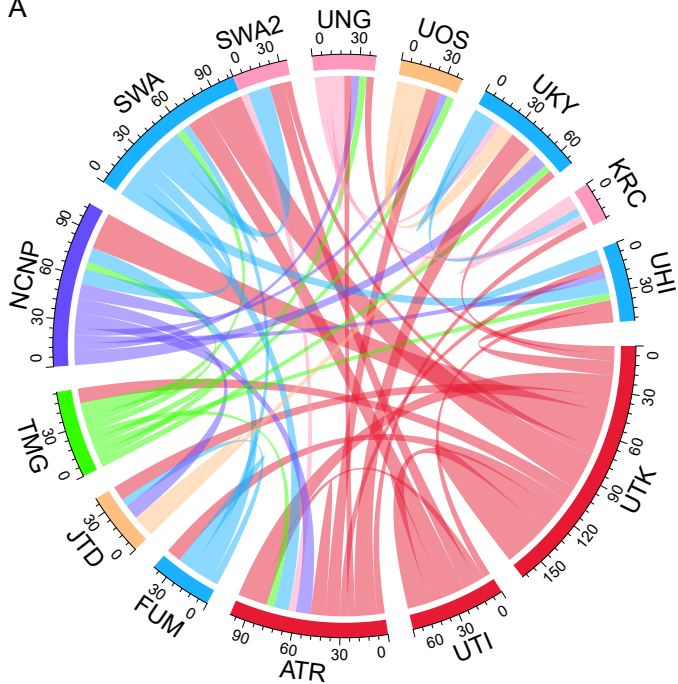 A
UNG
0 30
UOS
0 30
UKY
0 30 60
KRC
0
UHI
0 30
UTK
0 30 60 90 120 150
UTI
0 30 60
ATR
0 30 60 90
FUM
0 30
JTD
0 30
TMG
0 30
NCNP
0 30 60 90
SWA
0 30 60 90
SWA2
0 30